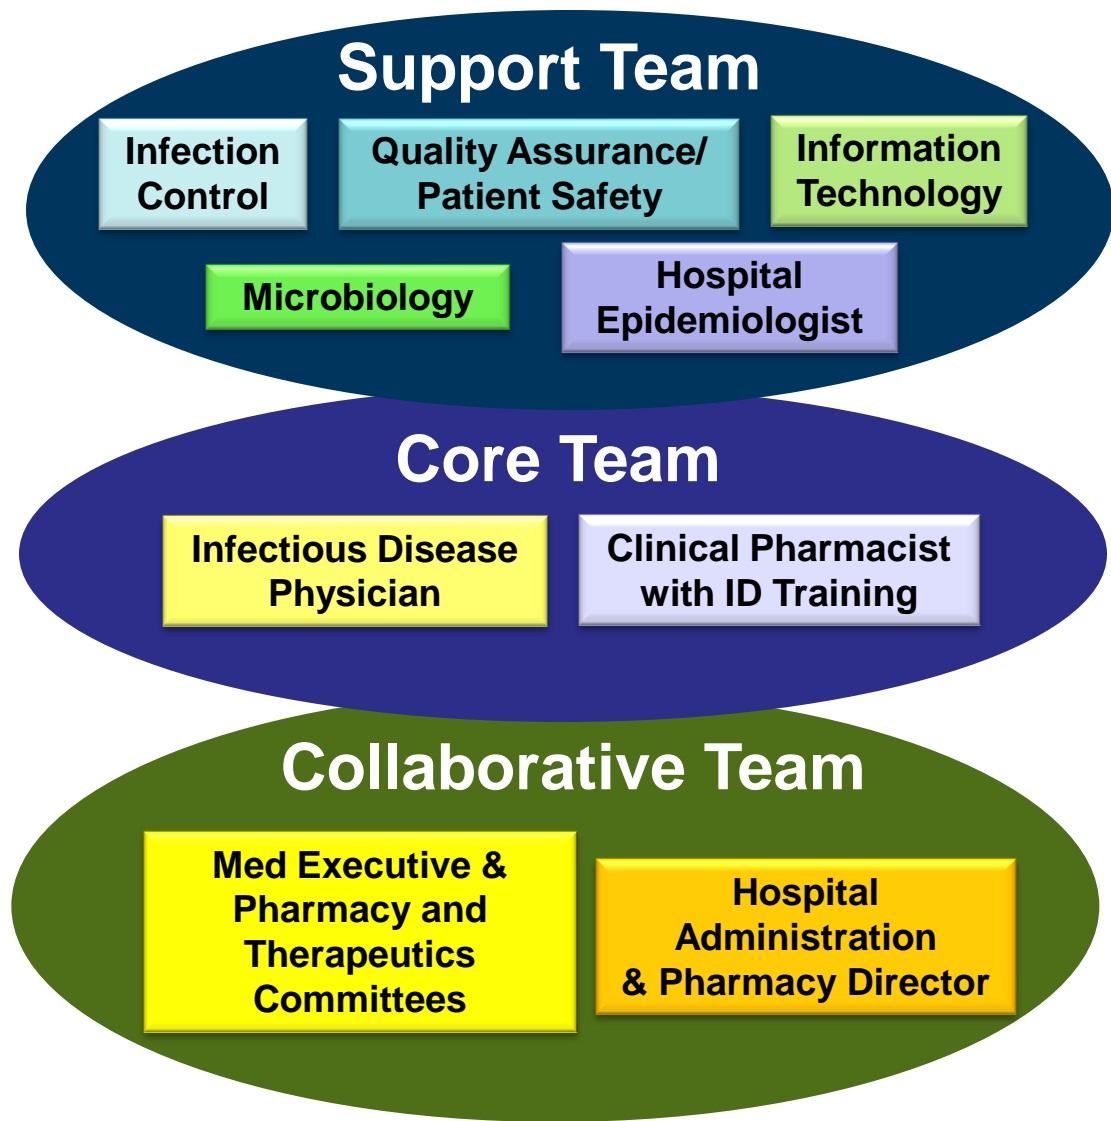 Support Team
Infection
Control
Quality Assurance/
Patient Safety
Information
Technology
Microbiology
Hospital
Epidemiologist
Core Team
Infectious Disease
Physician
Clinical Pharmacist
with ID Training
Collaborative Team
Med Executive &
Pharmacy and
Therapeutics
Committees
Hospital
Administration
& Pharmacy Director